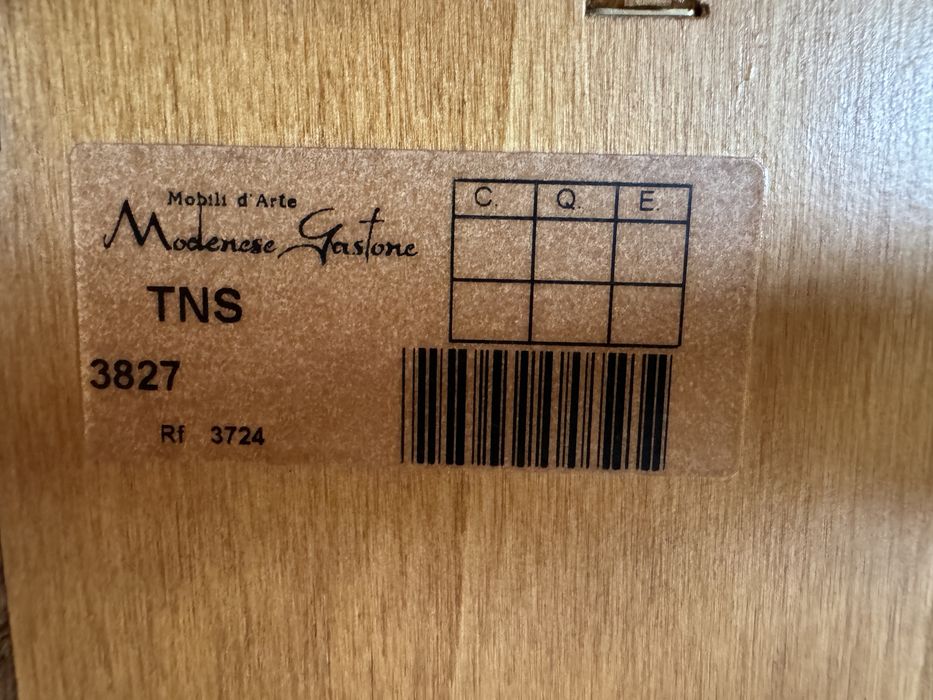 Mobili d'Arte
Modenese Gastone
TNS
3827
Rf 3724
C. Q. E.